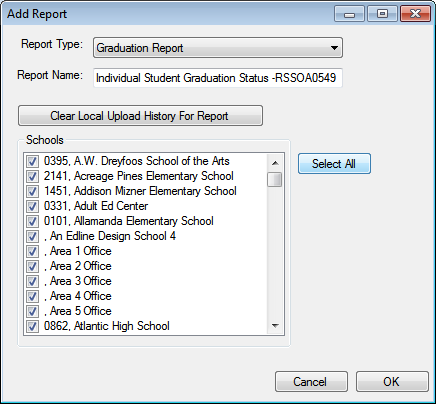 Add Report
Report Type: Graduation Report
Report Name: Individual Student Graduation Status -RSSOA0549
Clear Local Upload History For Report
Schools
0395, A.W. Dreyfoos School of the Arts
Select All
2141, Acreage Pines Elementary School
1451, Addison Mizner Elementary School
0331, Adult Ed Center
0101, Allamanda Elementary School
, An Edline Design School 4
, Area 1 Office
, Area 2 Office
, Area 3 Office
, Area 4 Office
, Area 5 Office
0862, Atlantic High School
Cancel OK